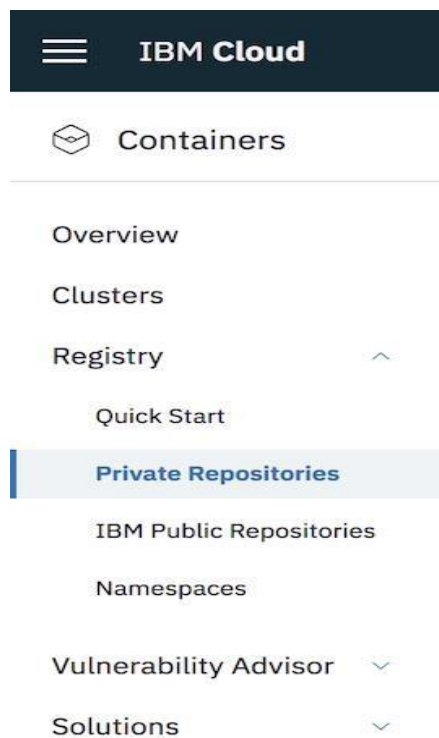 IBM Cloud
Containers
Overview
Clusters
Registry
Quick Start
Private Repositories
IBM Public Repositories
Namespaces
Vulnerability Advisor
Solutions